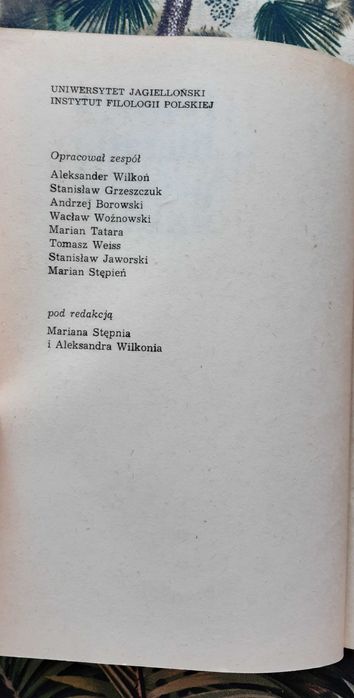 UNIWERSYTET JAGIELLOŃSKI
INSTYTUT FILOLOGII POLSKIEJ
Opracował zespół
Aleksander Wilkoń
Stanisław Grzeszczuk
Andrzej Borowski
Wacław Woźnowski
Marian Tatara
Tomasz Weiss
Stanisław Jaworski
Marian Stępień
pod redakcją
Mariana Stępnia
i Aleksandra Wilkonia